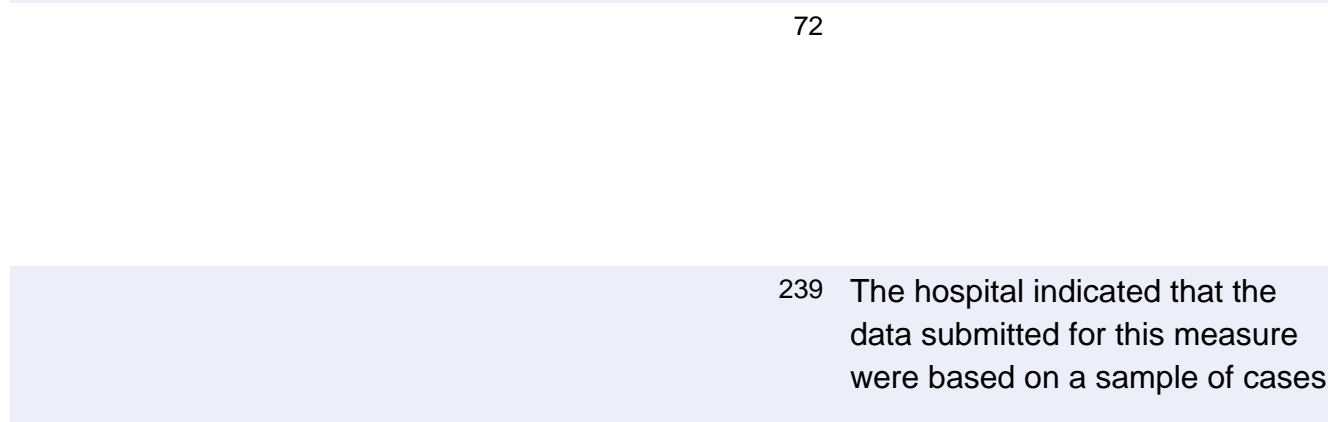 72
239 The hospital indicated that the
data submitted for this measure
were based on a sample of cases